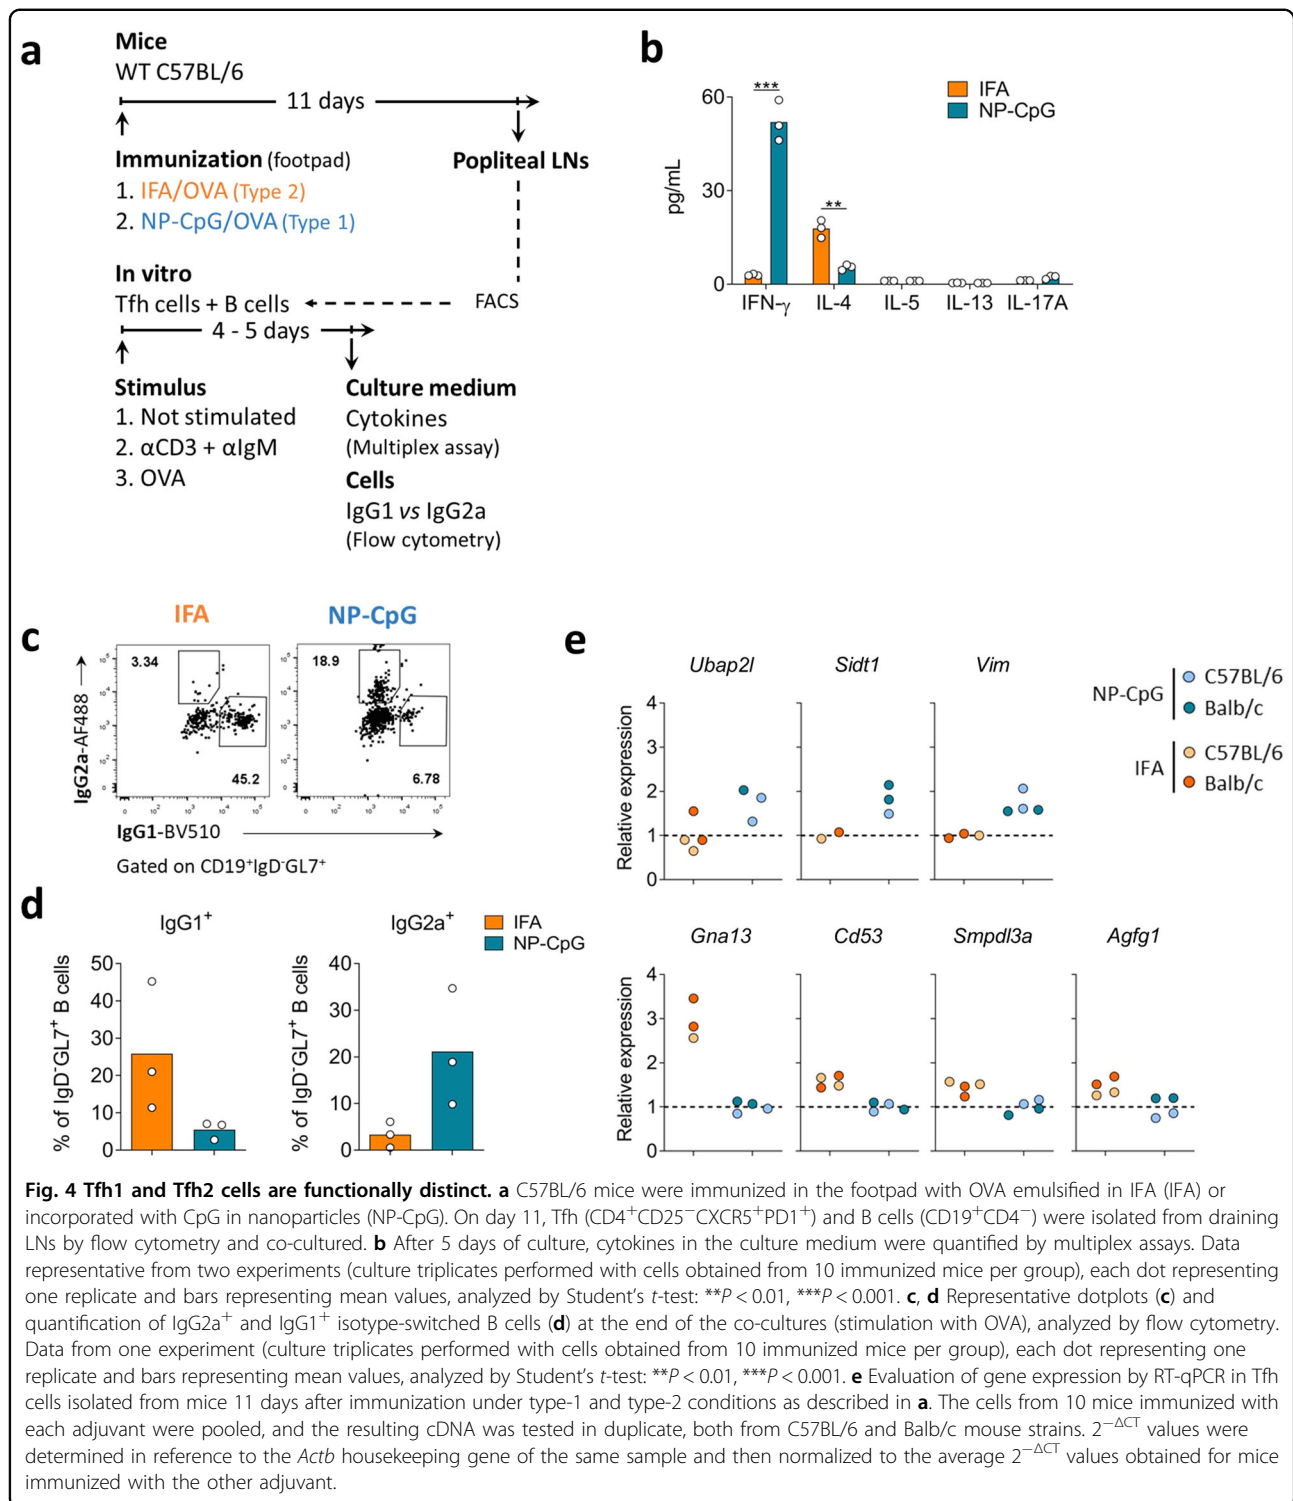 a
Mice
WT C57BL/6
11 days
Immunization (footpad)
1. IFA/OVA (Type 2)
2. NP-CpG/OVA (Type 1)
Popliteal LNs
In vitro
Tfh cells + B cells
FACS
4 - 5 days
Stimulus
1. Not stimulated
2. αCD3 + αIgM
3. OVA
Culture medium
Cytokines
(Multiplex assay)
Cells
IgG1 vs IgG2a
(Flow cytometry)
b
IFA
NP-CpG
pg/mL
60
30
0
***
**
IFN-γ IL-4 IL-5 IL-13 IL-17A
c
IFA NP-CpG
IgG2a-AF488
10⁵
10⁴
10³
10²
0
3.34
45.2
18.9
6.78
0 10² 10³ 10⁴ 10⁵
0 10² 10³ 10⁴ 10⁵
IgG1-BV510
Gated on CD19⁺IgD⁻GL7⁺
d
IgG1⁺
% of IgD⁻GL7⁺ B cells
50
40
30
20
10
0
IgG2a⁺
% of IgD⁻GL7⁺ B cells
40
30
20
10
0
IFA
NP-CpG
e
Ubap2l Sidt1 Vim
Relative expression
4
3
2
1
0
NP-CpG
C57BL/6
Balb/c
IFA
C57BL/6
Balb/c
Gna13 Cd53 Smpdl3a Agfg1
Relative expression
4
3
2
1
0
Fig. 4 Tfh1 and Tfh2 cells are functionally distinct. a C57BL/6 mice were immunized in the footpad with OVA emulsified in IFA (IFA) or
incorporated with CpG in nanoparticles (NP-CpG). On day 11, Tfh (CD4⁺CD25⁻CXCR5⁺PD1⁺) and B cells (CD19⁺CD4⁻) were isolated from draining
LNs by flow cytometry and co-cultured. b After 5 days of culture, cytokines in the culture medium were quantified by multiplex assays. Data
representative from two experiments (culture triplicates performed with cells obtained from 10 immunized mice per group), each dot representing
one replicate and bars representing mean values, analyzed by Student's t-test: **P < 0.01, ***P < 0.001. c, d Representative dotplots (c) and
quantification of IgG2a⁺ and IgG1⁺ isotype-switched B cells (d) at the end of the co-cultures (stimulation with OVA), analyzed by flow cytometry.
Data from one experiment (culture triplicates performed with cells obtained from 10 immunized mice per group), each dot representing one
replicate and bars representing mean values, analyzed by Student's t-test: **P < 0.01, ***P < 0.001. e Evaluation of gene expression by RT-qPCR in Tfh
cells isolated from mice 11 days after immunization under type-1 and type-2 conditions as described in a. The cells from 10 mice immunized with
each adjuvant were pooled, and the resulting cDNA was tested in duplicate, both from C57BL/6 and Balb/c mouse strains. 2⁻ΔCT values were
determined in reference to the Actb housekeeping gene of the same sample and then normalized to the average 2⁻ΔCT values obtained for mice
immunized with the other adjuvant.